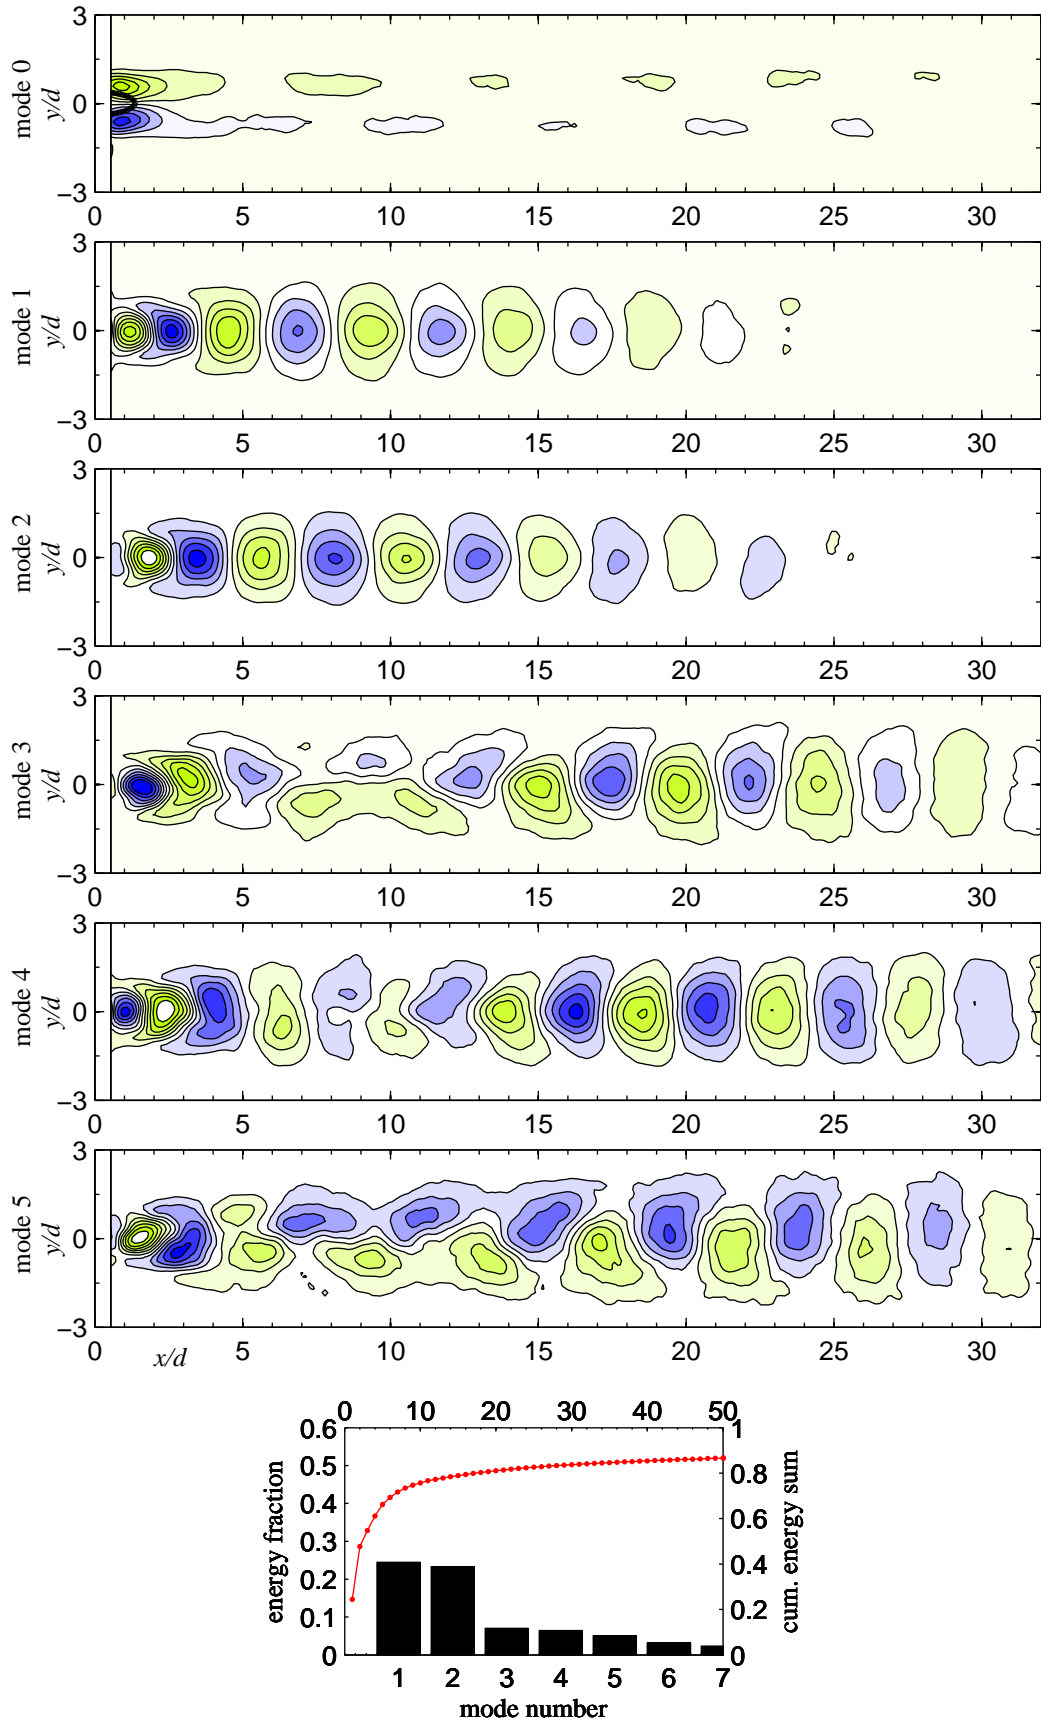 3
mode 0
y/d
0
−3
0 5 10 15 20 25 30
3
mode 1
y/d
0
−3
0 5 10 15 20 25 30
3
mode 2
y/d
0
−3
0 5 10 15 20 25 30
3
mode 3
y/d
0
−3
0 5 10 15 20 25 30
3
mode 4
y/d
0
−3
0 5 10 15 20 25 30
3
mode 5
y/d
0
−3
0 x/d 5 10 15 20 25 30
0 10 20 30 40 50
0.6 1
0.5 0.8
0.4 0.6
0.3 0.4
0.2 0.2
0.1 0
0
energy fraction
cum. energy sum
1 2 3 4 5 6 7
mode number